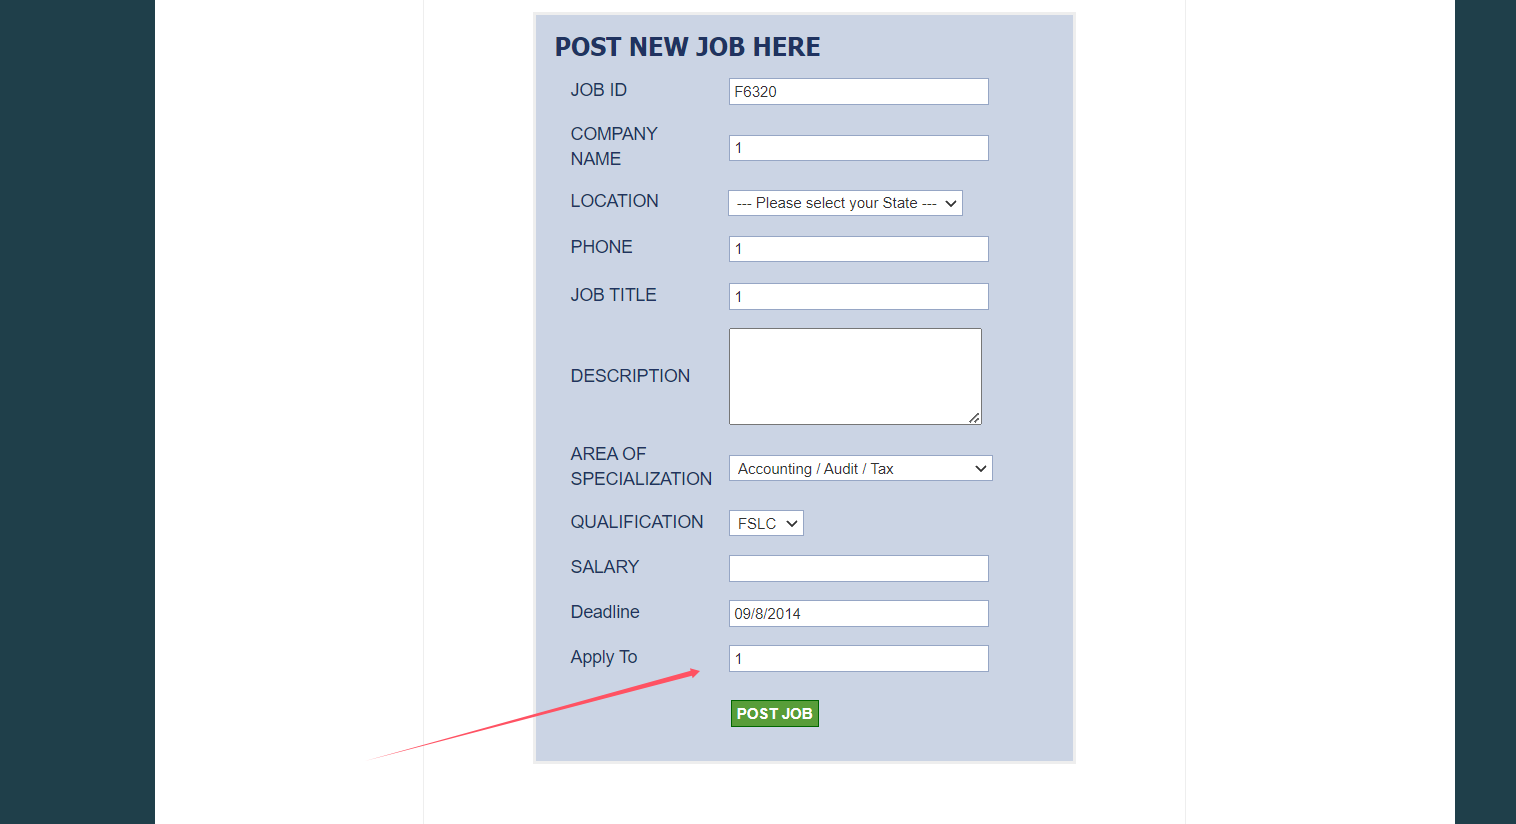 POST NEW JOB HERE
JOB ID F6320
COMPANY
NAME 1
LOCATION --- Please select your State ---
PHONE 1
JOB TITLE 1
DESCRIPTION
AREA OF
SPECIALIZATION Accounting / Audit / Tax
QUALIFICATION FSLC
SALARY
Deadline 09/8/2014
Apply To 1
POST JOB